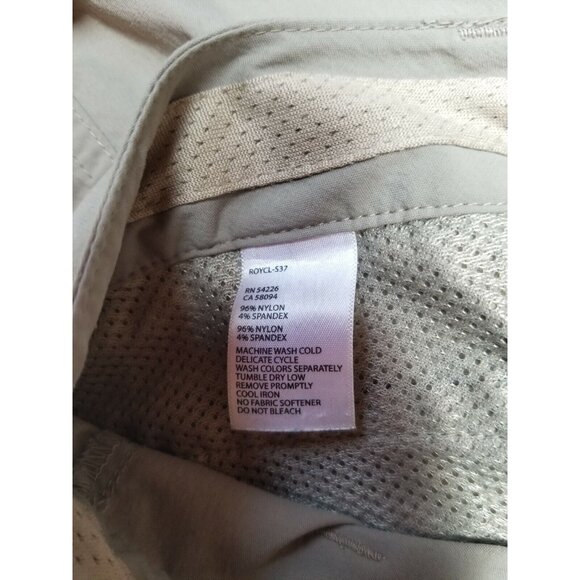 ROYCL-S37
RN 54226
CA 58094
96% NYLON
4% SPANDEX
96% NYLON
4% SPANDEX
MACHINE WASH COLD
DELICATE CYCLE
WASH COLORS SEPARATELY
TUMBLE DRY LOW
REMOVE PROMPTLY
COOL IRON
NO FABRIC SOFTENER
DO NOT BLEACH